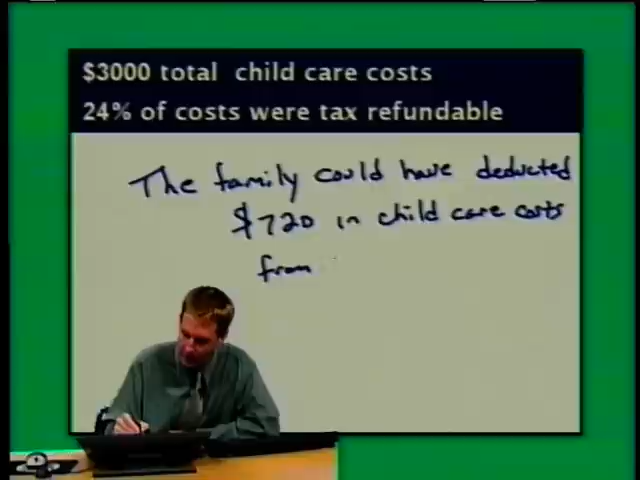 $3000 total child care costs
24% of costs were tax refundable
The family could have deducted
$720 in child care costs
from